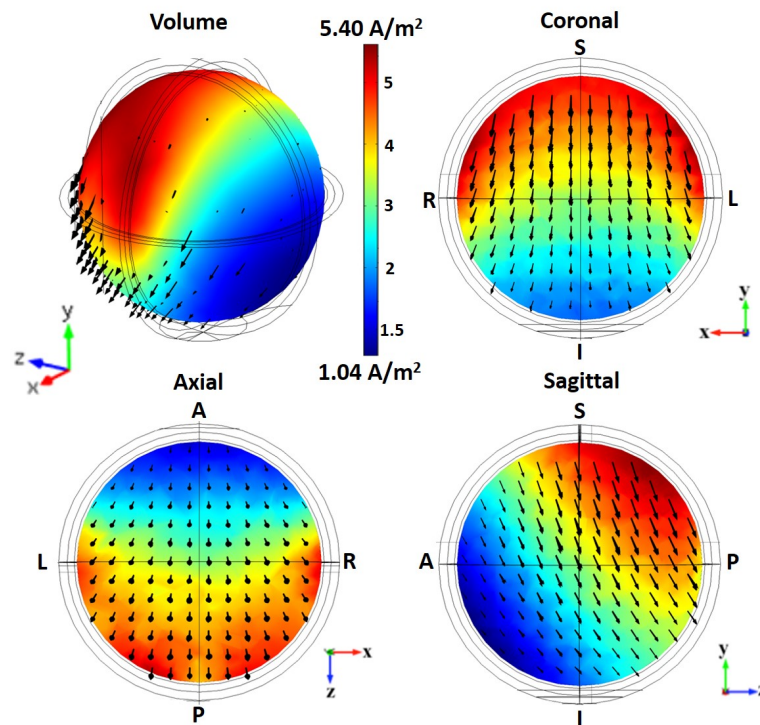 Volume
5.40 A/m²
Coronal
S
5
4
3
2
1.5
1.04 A/m²
R
L
I
y
z
x
y
x
Axial
A
L
R
P
x
z
Sagittal
S
A
P
I
y
z